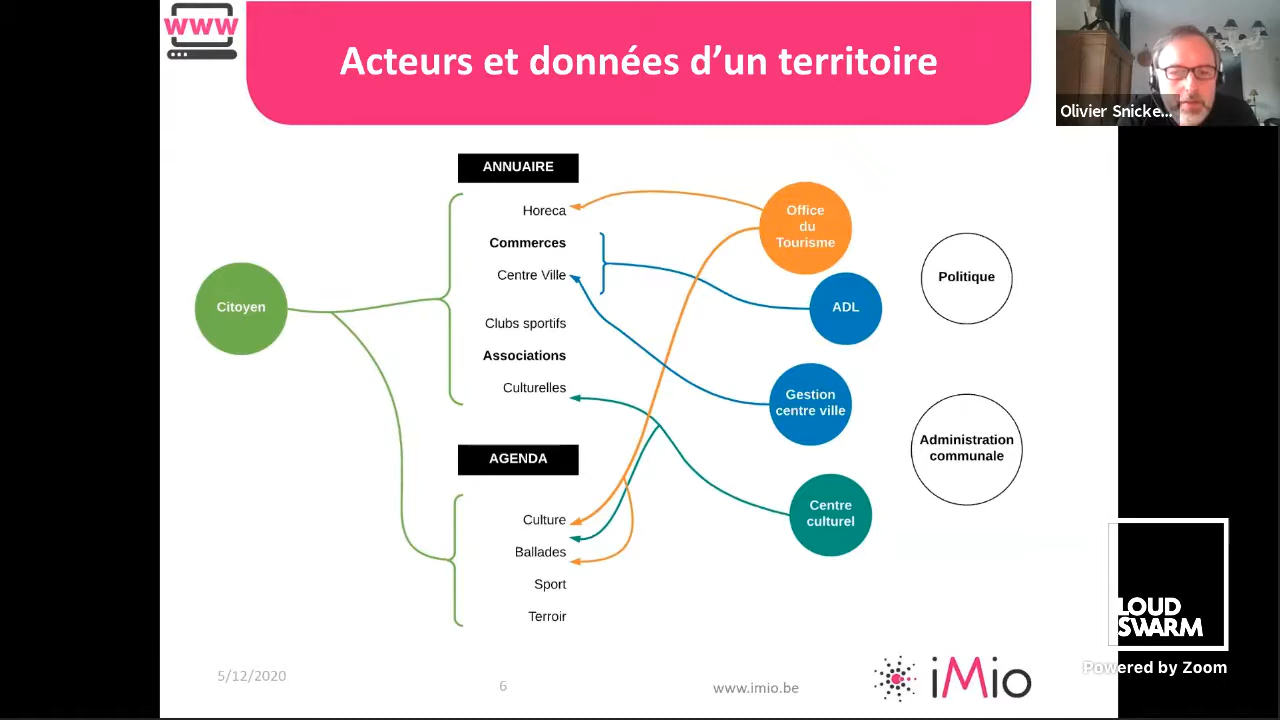 WWW
Acteurs et données d'un territoire
Olivier Snicke...
ANNUAIRE
Horeca
Commerces
Centre Ville
Clubs sportifs
Associations
Culturelles
AGENDA
Culture
Ballades
Sport
Terroir
Citoyen
Office
du
Tourisme
ADL
Gestion
centre ville
Centre
culturel
Politique
Administration
communale
5/12/2020
6
www.imio.be
iMio
LOUD
SWARM
Powered by Zoom